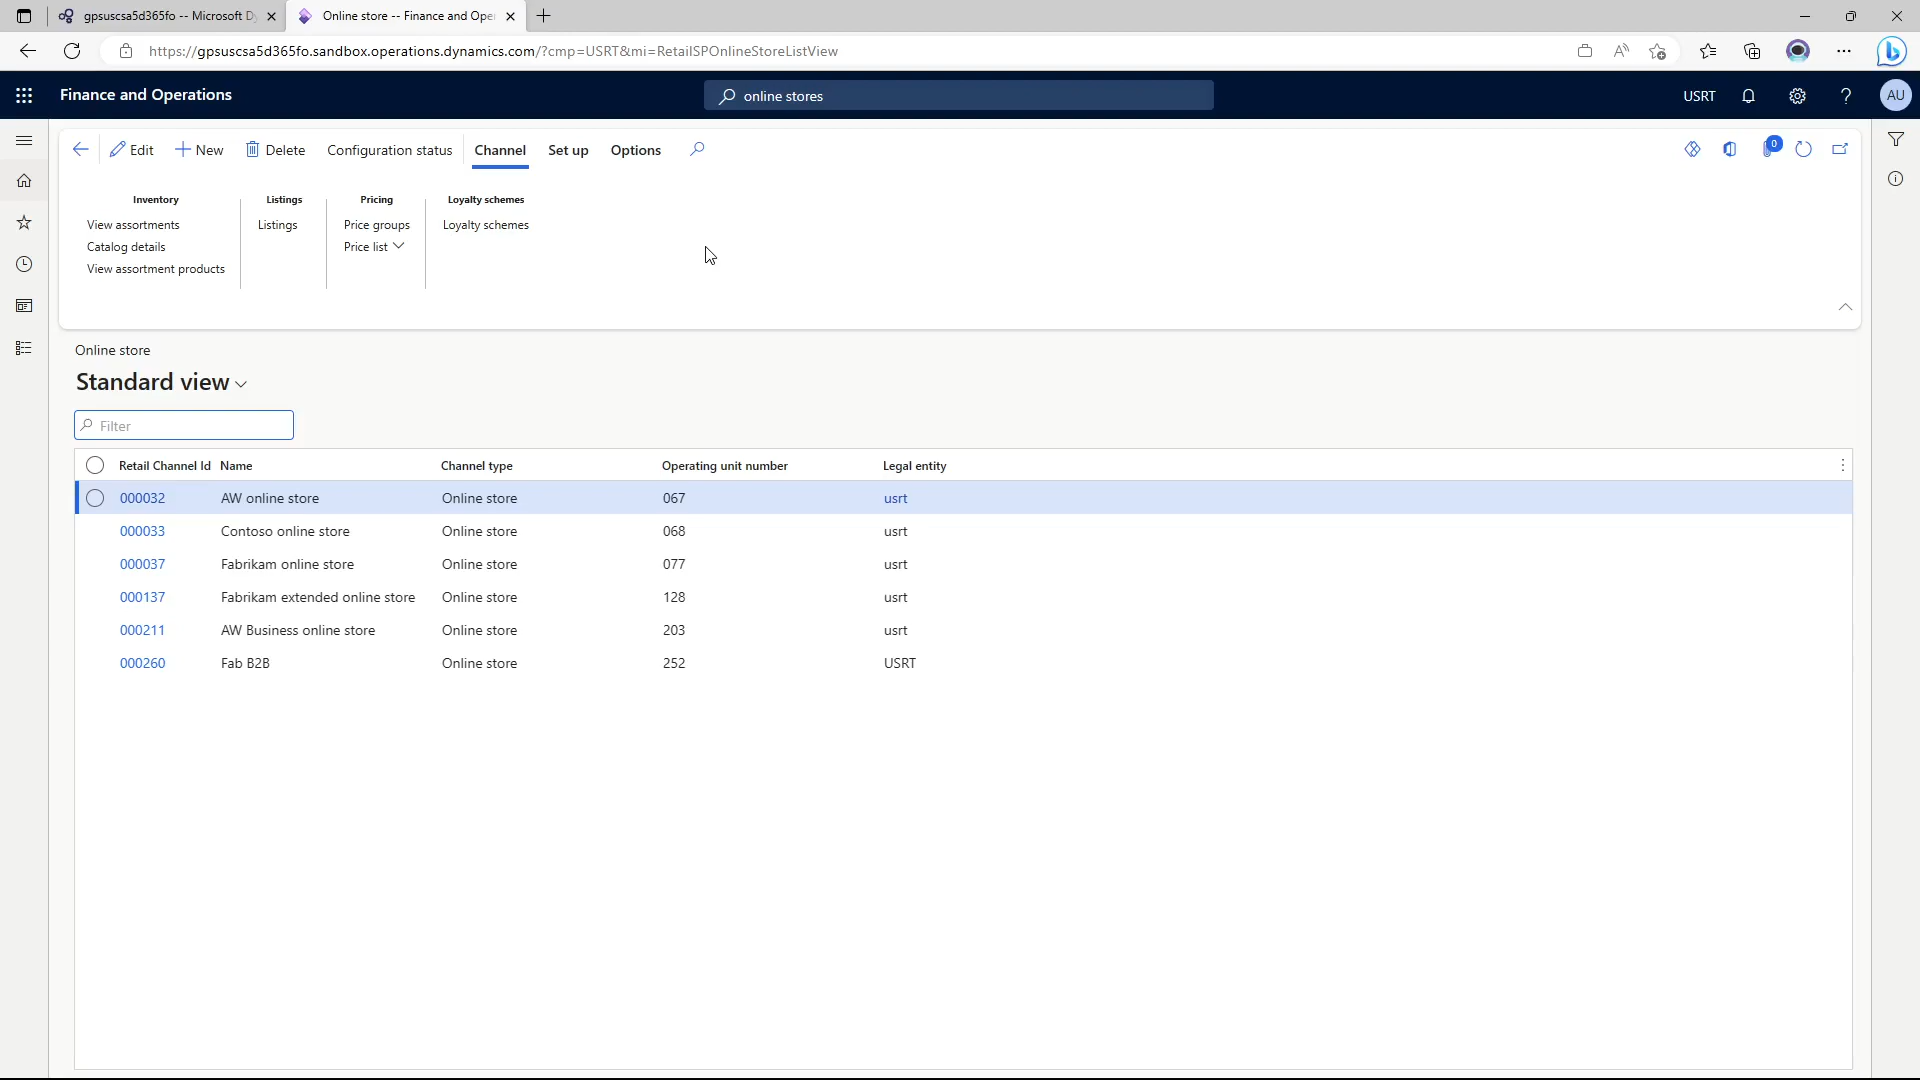 gpsuscsa5d365fo -- Microsoft Dy
Online store -- Finance and Oper
https://gpsuscsa5d365fo.sandbox.operations.dynamics.com/?cmp=USRT&mi=RetailSPOnlineStoreListView
Finance and Operations
online stores
USRT
AU
Edit
New
Delete
Configuration status
Channel
Set up
Options
0
Inventory
View assortments
Catalog details
View assortment products
Listings
Listings
Pricing
Price groups
Price list
Loyalty schemes
Loyalty schemes
Online store
Standard view
Filter
Retail Channel Id Name Channel type Operating unit number Legal entity
000032 AW online store Online store 067 usrt
000033 Contoso online store Online store 068 usrt
000037 Fabrikam online store Online store 077 usrt
000137 Fabrikam extended online store Online store 128 usrt
000211 AW Business online store Online store 203 usrt
000260 Fab B2B Online store 252 USRT